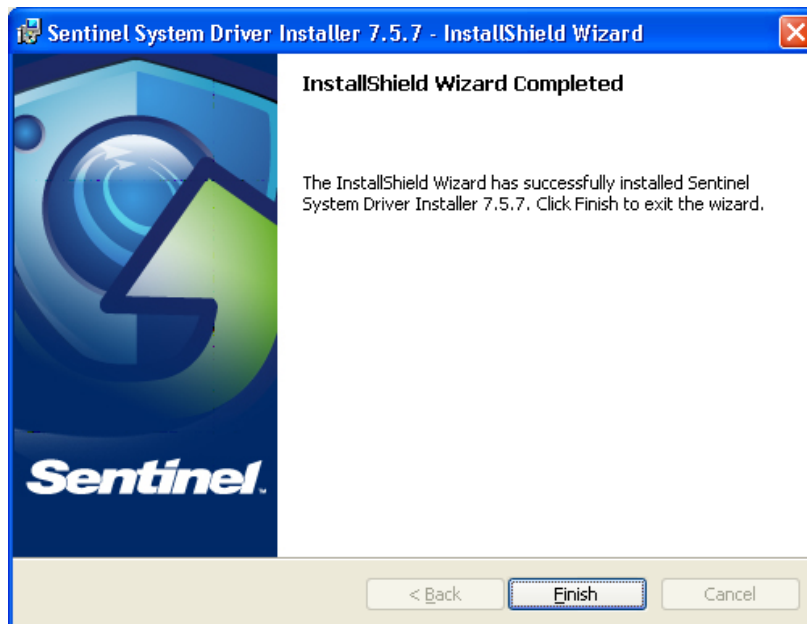 Sentinel System Driver Installer 7.5.7 - InstallShield Wizard
InstallShield Wizard Completed
The InstallShield Wizard has successfully installed Sentinel
System Driver Installer 7.5.7. Click Finish to exit the wizard.
Sentinel
< Back
Finish
Cancel